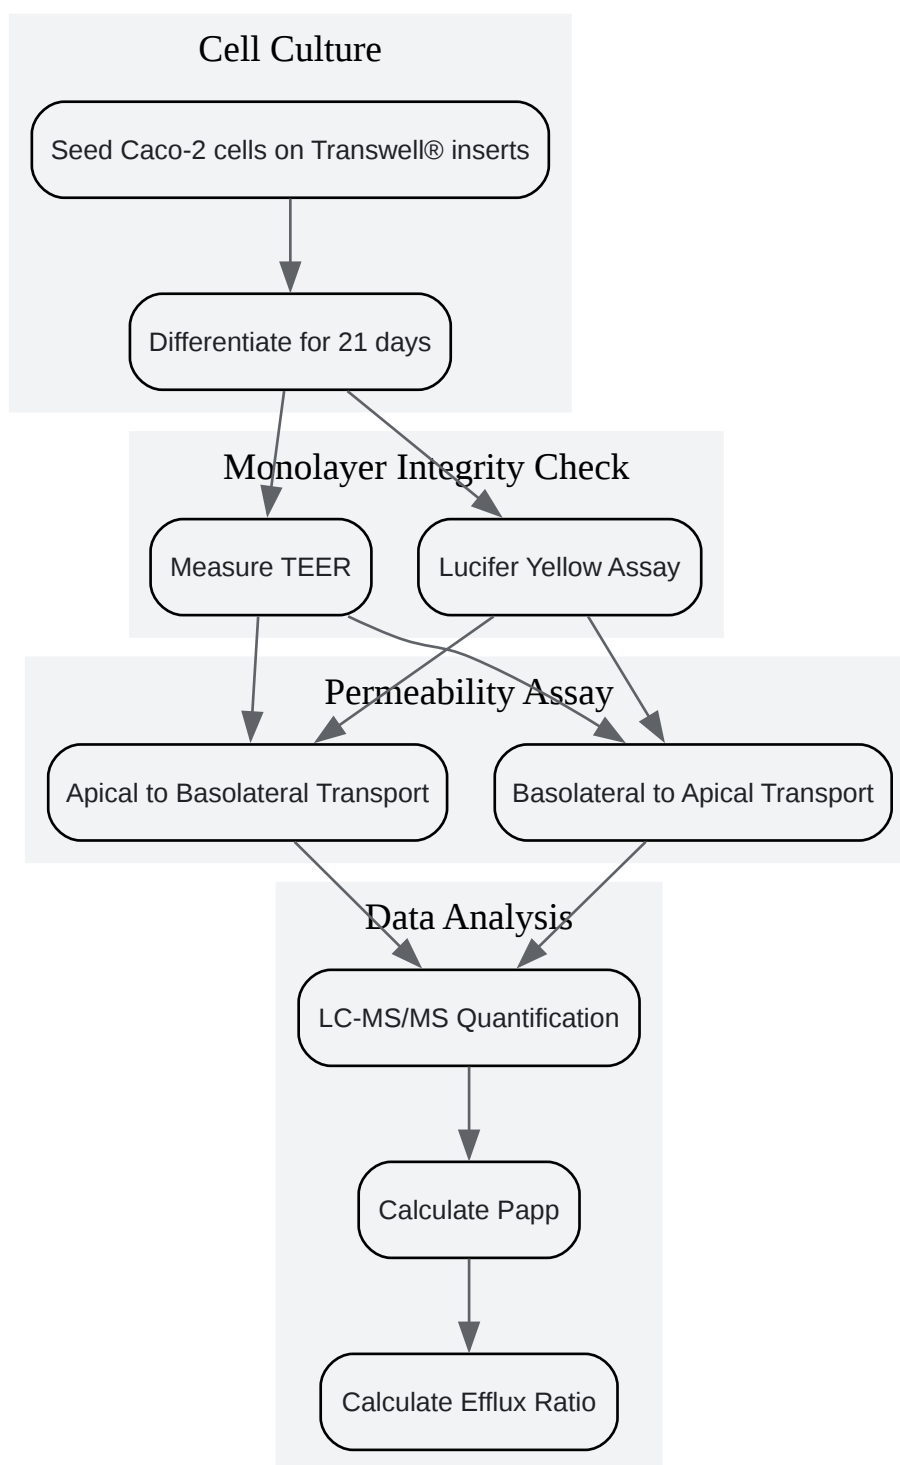 Cell Culture
Seed Caco-2 cells on Transwell® inserts
Differentiate for 21 days
Monolayer Integrity Check
Measure TEER
Lucifer Yellow Assay
Permeability Assay
Apical to Basolateral Transport
Basolateral to Apical Transport
Data Analysis
LC-MS/MS Quantification
Calculate Papp
Calculate Efflux Ratio